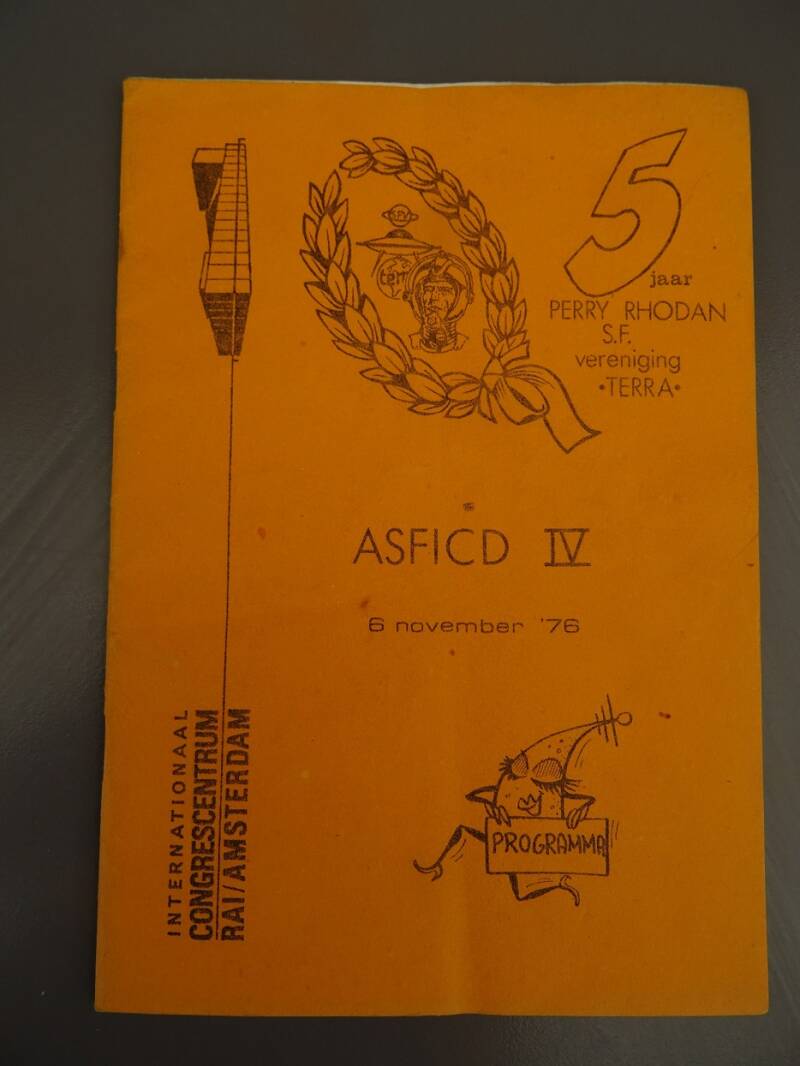 5
jaar
PERRY RHODAN
S.F.
vereniging
•TERRA•
ASFICD IV
6 november '76
INTERNATIONAAL
CONGRESCENTRUM
RAI/AMSTERDAM
PROGRAMMA